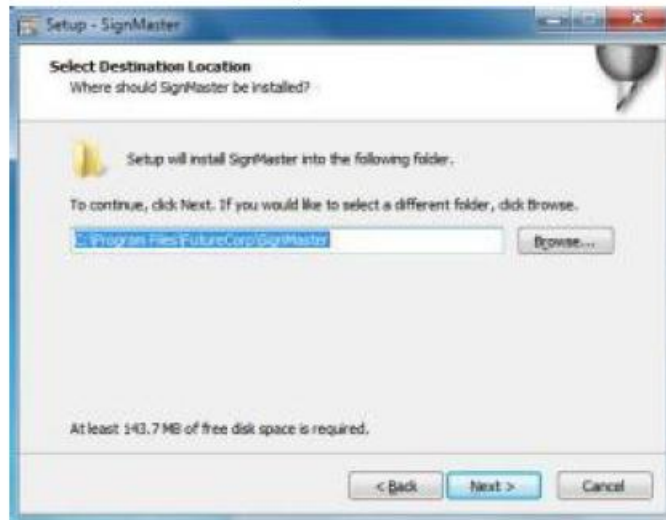 Setup - SignMaster
Select Destination Location
Where should SignMaster be installed?
Setup will install SignMaster into the following folder.
To continue, click Next. If you would like to select a different folder, click Browse.
C:\Program Files\FutureCorp\SignMaster
Browse...
At least 143.7 MB of free disk space is required.
< Back
Next >
Cancel